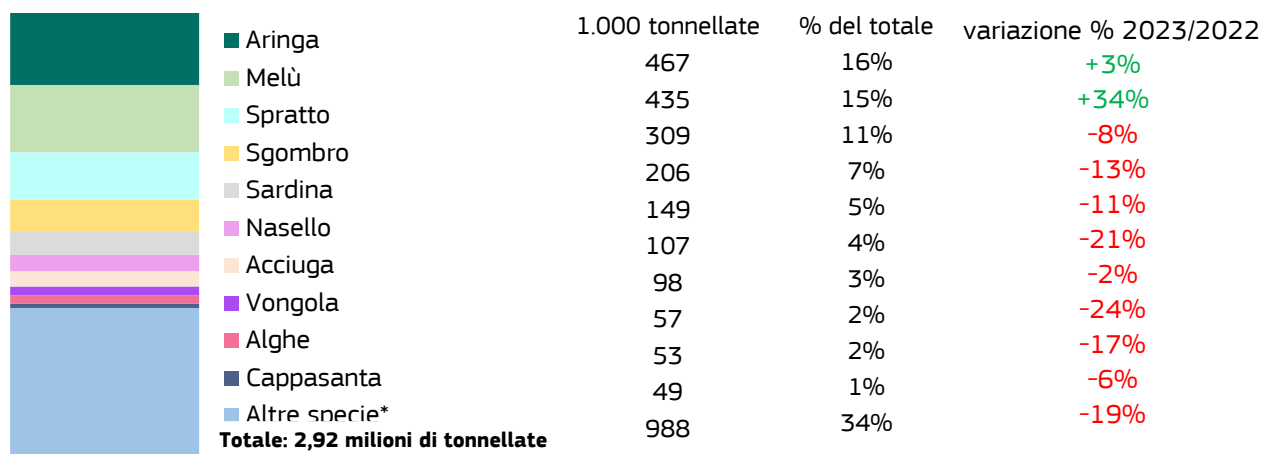 1.000 tonnellate % del totale variazione % 2023/2022
Aringa 467 16% +3%
Melù 435 15% +34%
Spratto 309 11% -8%
Sgombro 206 7% -13%
Sardina 149 5% -11%
Nasello 107 4% -21%
Acciuga 98 3% -2%
Vongola 57 2% -24%
Alghe 53 2% -17%
Cappasanta 49 1% -6%
Altre specie* 988 34% -19%
Totale: 2,92 milioni di tonnellate